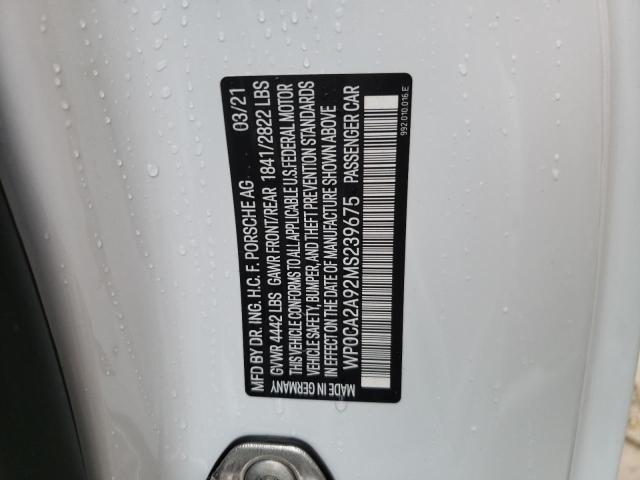 MFD BY DR. ING. H.C. F. PORSCHE AG 03/21
GVWR 4442 LBS GAWR FRONT/REAR 1841/2822 LBS
THIS VEHICLE CONFORMS TO ALL APPLICABLE U.S. FEDERAL MOTOR
VEHICLE SAFETY, BUMPER, AND THEFT PREVENTION STANDARDS
IN EFFECT ON THE DATE OF MANUFACTURE SHOWN ABOVE
WP0CA2A92MS239675 PASSENGER CAR
MADE IN GERMANY
992 010 016 E